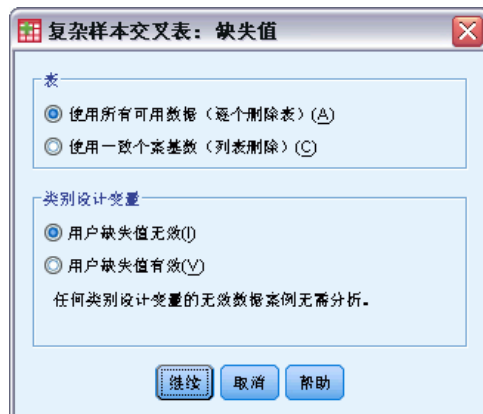 复杂样本交叉表：缺失值
表
使用所有可用数据（逐个删除表）(A)
使用一致个案基数（列表删除）(C)
类别设计变量
用户缺失值无效(I)
用户缺失值有效(V)
任何类别设计变量的无效数据案例无需分析。
继续 取消 帮助